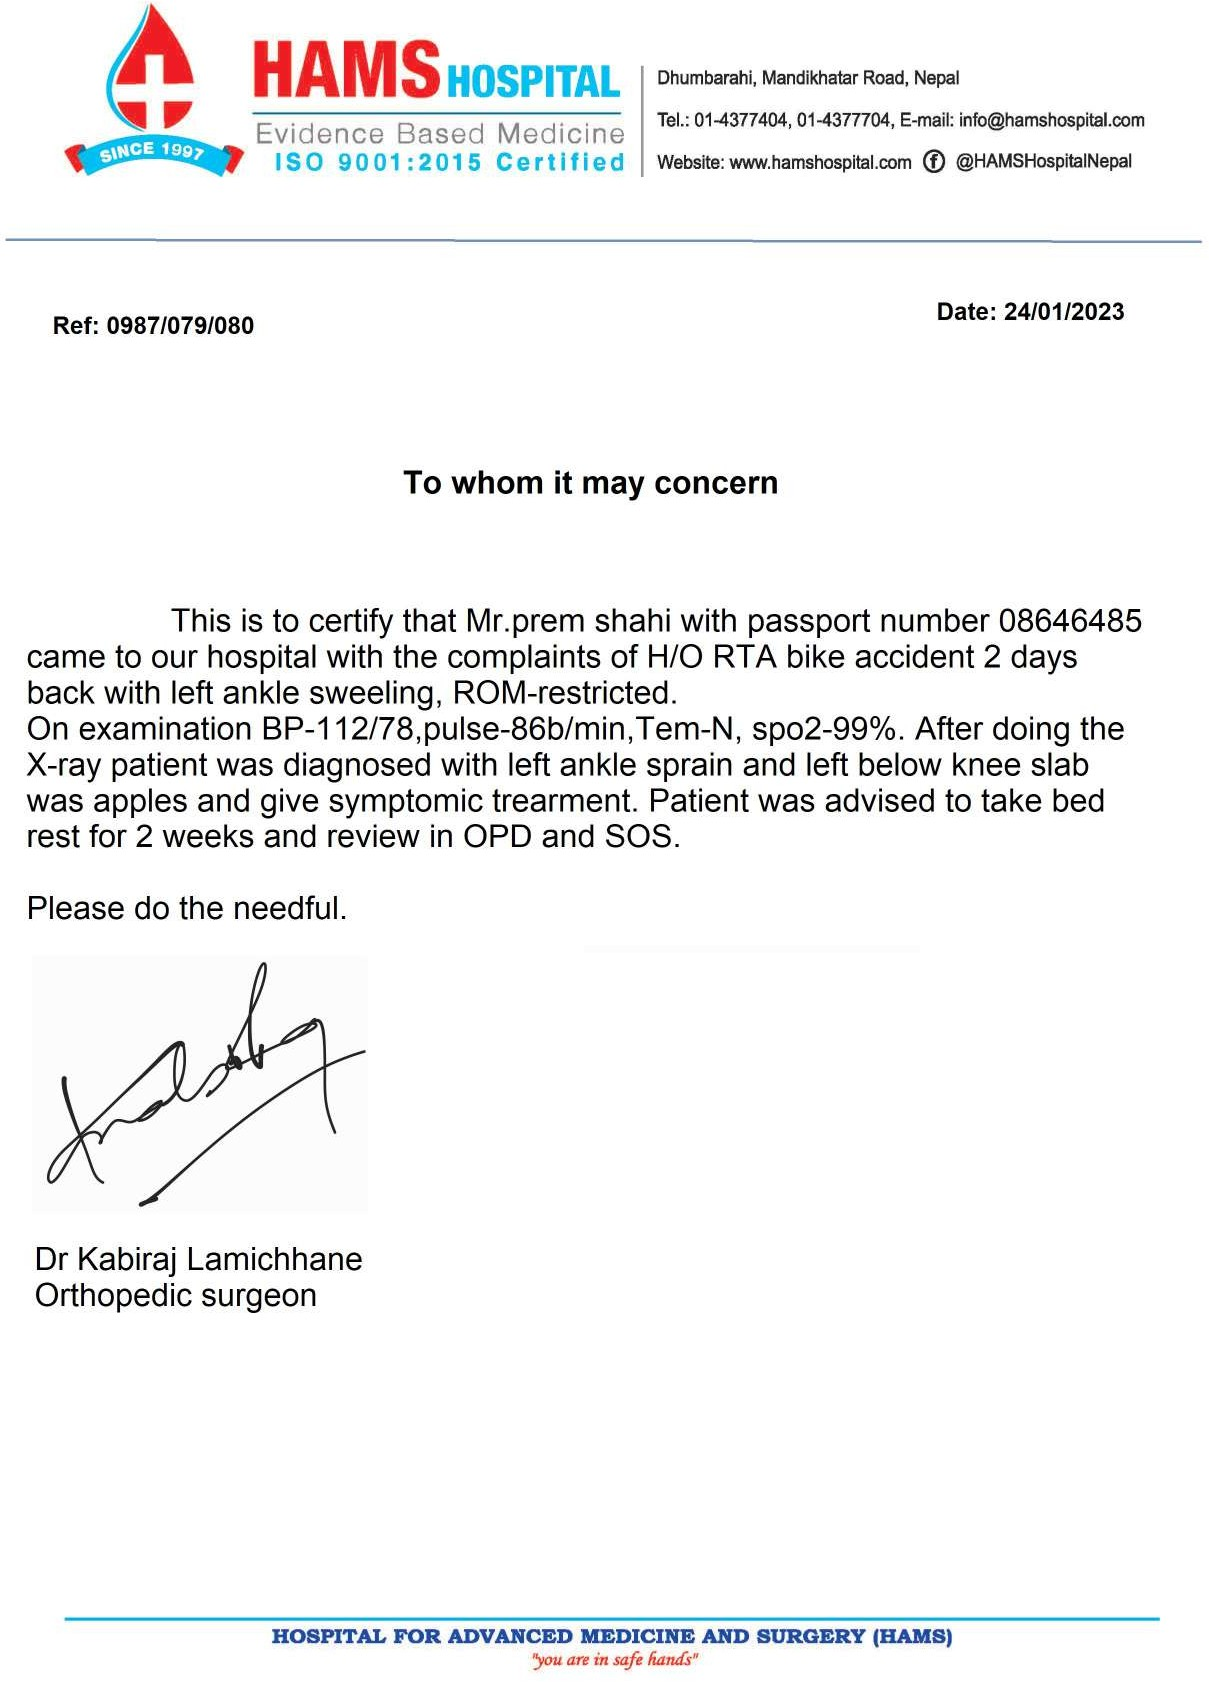 HAMS HOSPITAL
Evidence Based Medicine
ISO 9001:2015 Certified
SINCE 1997
Dhumbarahi, Mandikhatar Road, Nepal
Tel.: 01-4377404, 01-4377704, E-mail: info@hamshospital.com
Website: www.hamshospital.com f @HAMSHospitalNepal
Ref: 0987/079/080
Date: 24/01/2023
To whom it may concern
This is to certify that Mr.prem shahi with passport number 08646485
came to our hospital with the complaints of H/O RTA bike accident 2 days
back with left ankle sweeling, ROM-restricted.
On examination BP-112/78,pulse-86b/min,Tem-N, spo2-99%. After doing the
X-ray patient was diagnosed with left ankle sprain and left below knee slab
was apples and give symptomic trearment. Patient was advised to take bed
rest for 2 weeks and review in OPD and SOS.
Please do the needful.
Dr Kabiraj Lamichhane
Orthopedic surgeon
HOSPITAL FOR ADVANCED MEDICINE AND SURGERY (HAMS)
"you are in safe hands"